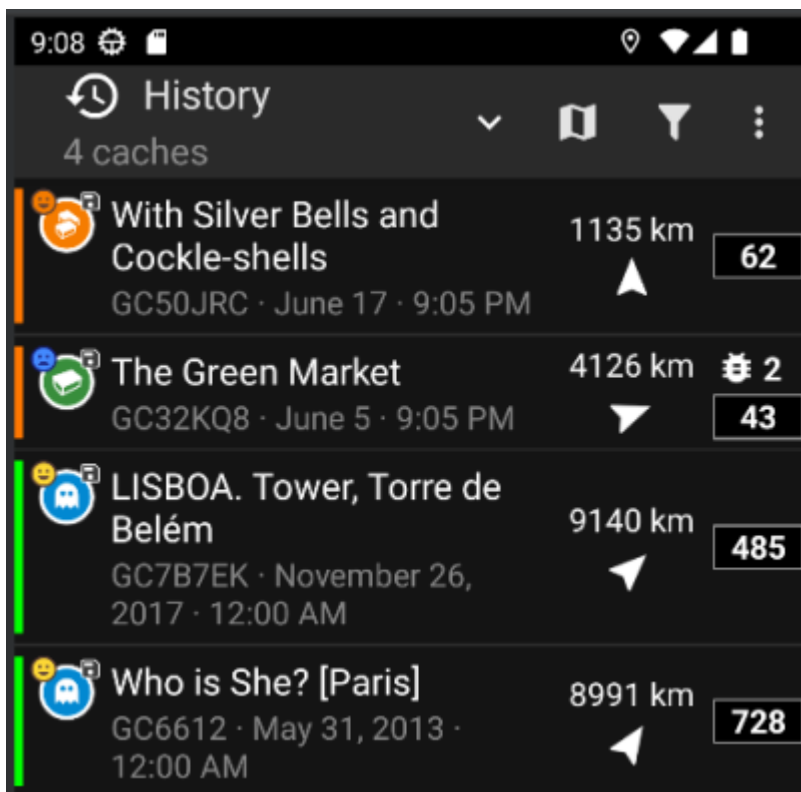 9:08
History
4 caches
With Silver Bells and
Cockle-shells
1135 km
62
GC50JRC · June 17 · 9:05 PM
The Green Market
4126 km
2
GC32KQ8 · June 5 · 9:05 PM
43
LISBOA. Tower, Torre de
Belém
9140 km
485
GC7B7EK · November 26,
2017 · 12:00 AM
Who is She? [Paris]
8991 km
728
GC6612 · May 31, 2013 ·
12:00 AM